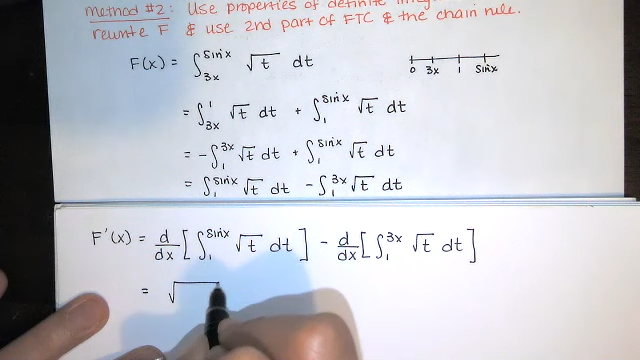 Method #2: Use properties of definite integ
rewrite F & use 2nd part of FTC & the chain rule.
F(x) = ∫_{3x}^{sin x} √t dt
0 3x 1 sin x
= ∫_{3x}^{1} √t dt + ∫_{1}^{sin x} √t dt
= -∫_{1}^{3x} √t dt + ∫_{1}^{sin x} √t dt
= ∫_{1}^{sin x} √t dt - ∫_{1}^{3x} √t dt
F'(x) = d/dx [∫_{1}^{sin x} √t dt] - d/dx [∫_{1}^{3x} √t dt]
= √